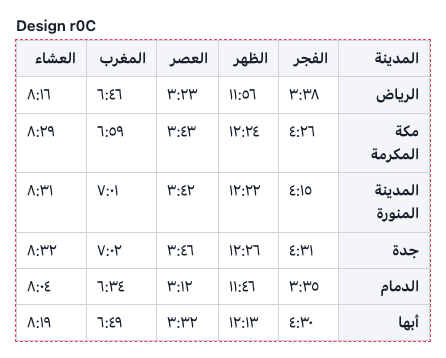 Design r0C
المدينة الفجر الظهر العصر المغرب العشاء
الرياض ٣:٣٨ ١١:٥٦ ٣:٢٣ ٦:٤٦ ٨:١٦
مكة المكرمة ٤:٢٦ ١٢:٢٤ ٣:٤٣ ٦:٥٩ ٨:٢٩
المدينة المنورة ٤:١٥ ١٢:٢٢ ٣:٤٢ ٧:٠١ ٨:٣١
جدة ٤:٣١ ١٢:٢٦ ٣:٤٦ ٧:٠٢ ٨:٣٢
الدمام ٣:٣٥ ١١:٤٦ ٣:١٢ ٦:٣٤ ٨:٠٤
أبها ٤:٣٠ ١٢:١٣ ٣:٣٢ ٦:٤٩ ٨:١٩